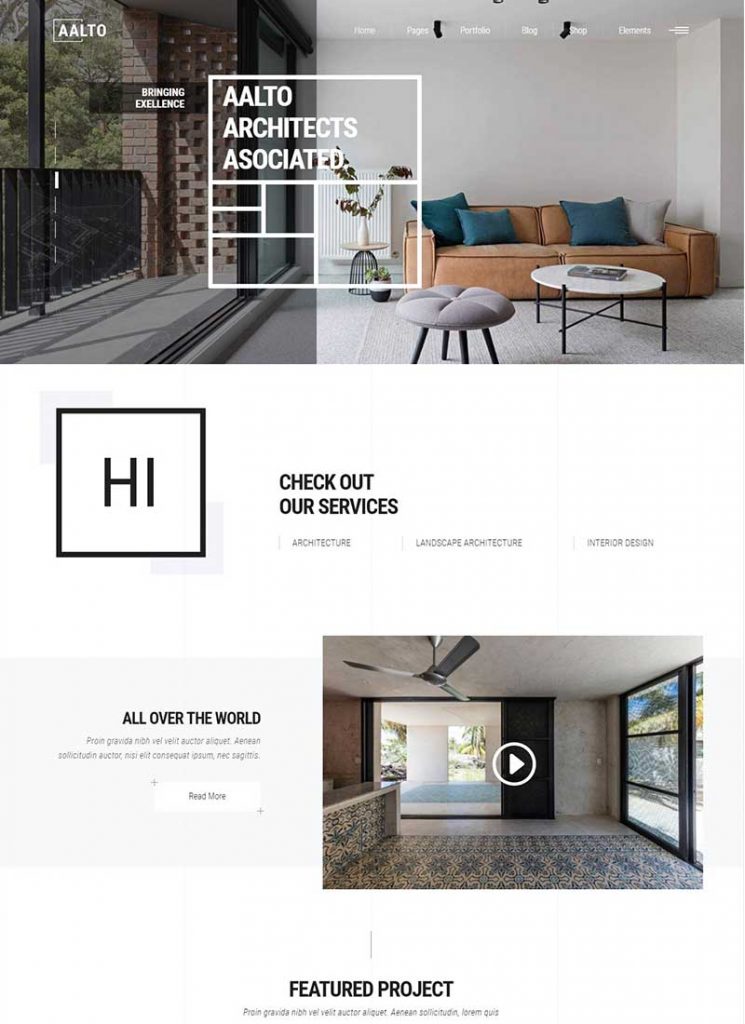 AALTO
Home
Pages
Portfolio
Blog
Shop
Elements
BRINGING
EXELLENCE
AALTO
ARCHITECTS
ASOCIATED.
HI
CHECK OUT
OUR SERVICES
ARCHITECTURE
LANDSCAPE ARCHITECTURE
INTERIOR DESIGN
ALL OVER THE WORLD
Proin gravida nibh vel velit auctor aliquet. Aenean
sollicitudin auctor, nisi elit consequat ipsum, nec sagittis.
Read More
FEATURED PROJECT
Proin gravida nibh vel velit auctor aliquet. Aenean sollicitudin, lorem quis